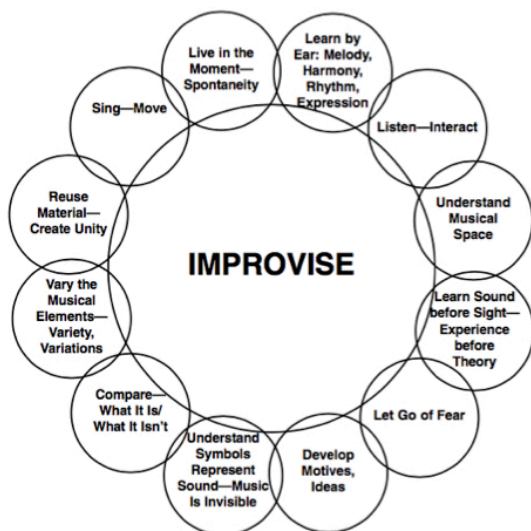 Live in the
Moment—
Spontaneity
Learn by
Ear: Melody,
Harmony,
Rhythm,
Expression
Listen—Interact
Understand
Musical
Space
Learn Sound
before Sight—
Experience
before
Theory
Let Go of Fear
Develop
Motives,
Ideas
Understand
Symbols
Represent
Sound—Music
Is Invisible
Compare—
What It Is/
What It Isn't
Vary the
Musical
Elements—
Variety,
Variations
Reuse
Material—
Create Unity
Sing—Move
IMPROVISE